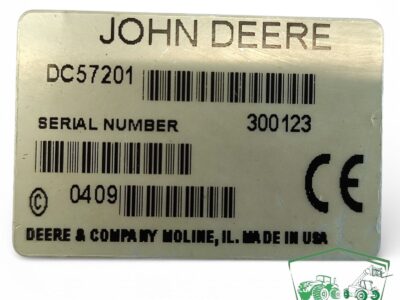 JOHN DEERE
DC57201
SERIAL NUMBER 300123
CE
© 0409
DEERE & COMPANY MOLINE, IL. MADE IN USA